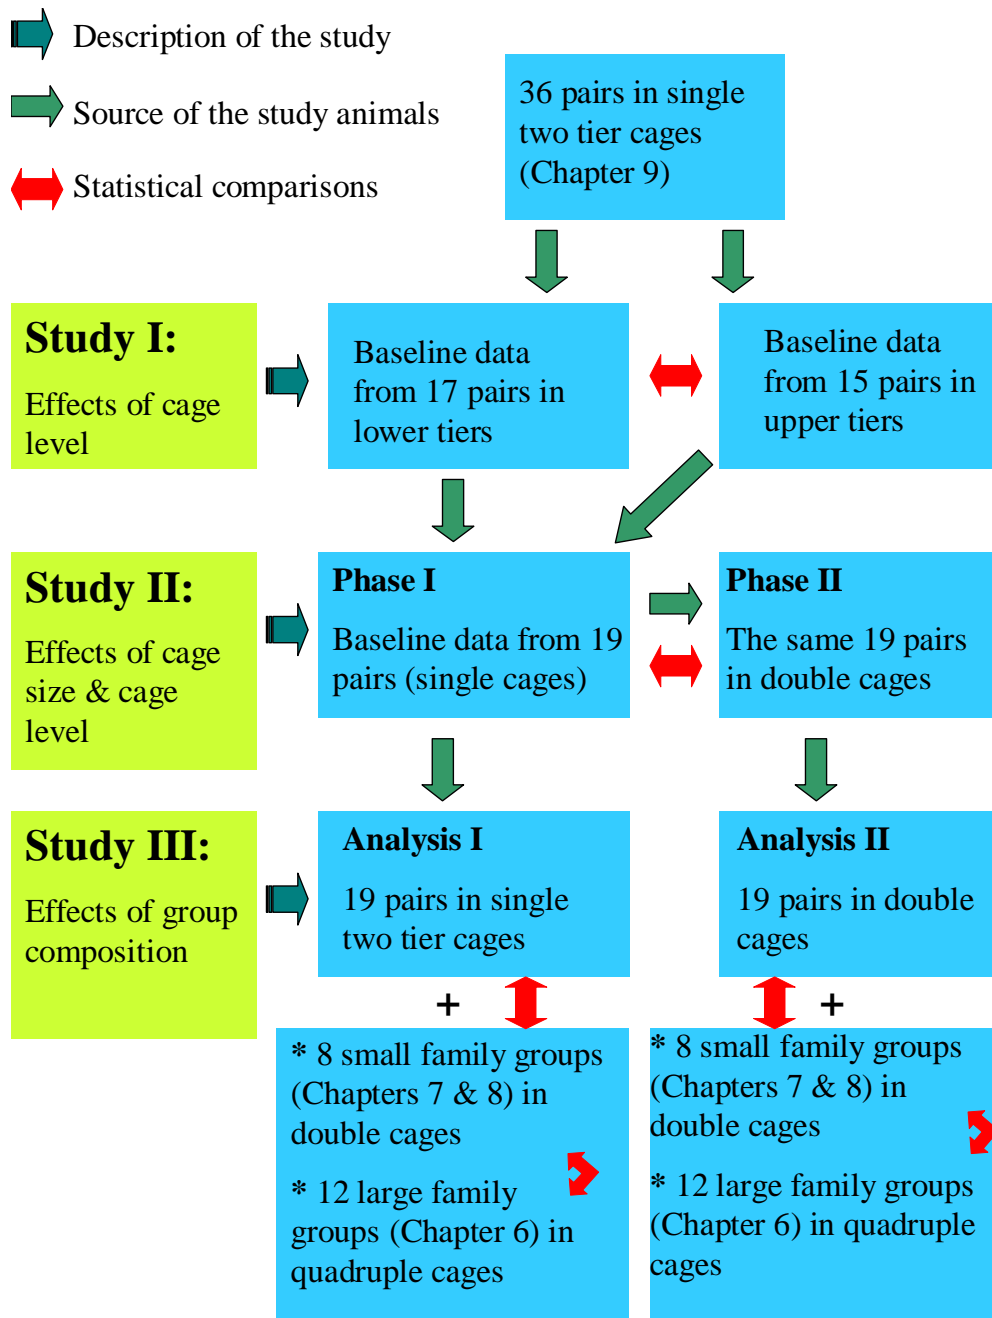 Description of the study
Source of the study animals
Statistical comparisons
36 pairs in single
two tier cages
(Chapter 9)
Study I:
Effects of cage
level
Baseline data
from 17 pairs in
lower tiers
Baseline data
from 15 pairs in
upper tiers
Study II:
Effects of cage
size & cage
level
Phase I
Baseline data from 19
pairs (single cages)
Phase II
The same 19 pairs
in double cages
Study III:
Effects of group
composition
Analysis I
19 pairs in single
two tier cages
Analysis II
19 pairs in double
cages
+
+
* 8 small family groups
(Chapters 7 & 8) in
double cages
* 12 large family
groups (Chapter 6) in
quadruple cages
* 8 small family groups
(Chapters 7 & 8) in
double cages
* 12 large family groups
(Chapter 6) in quadruple
cages